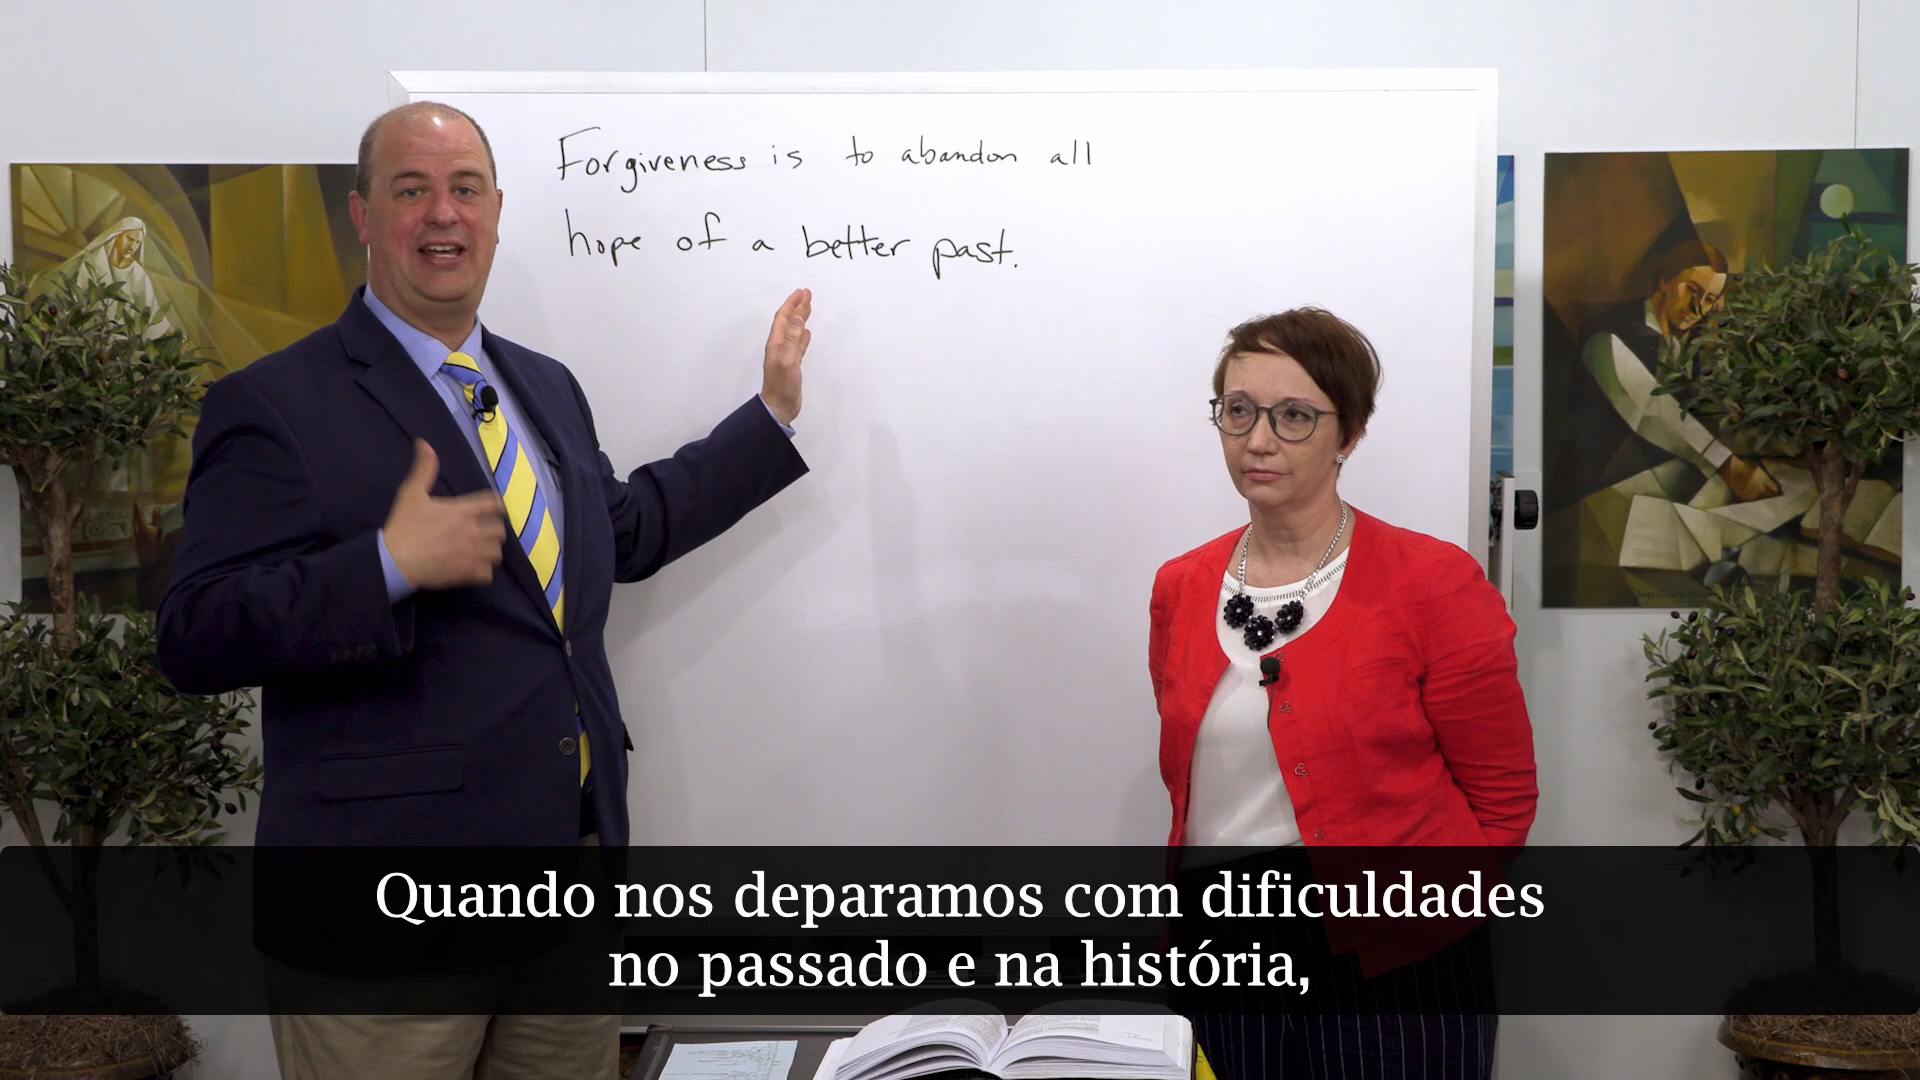 Forgiveness is to abandon all
hope of a better past.
Quando nos deparamos com dificuldades
no passado e na história,